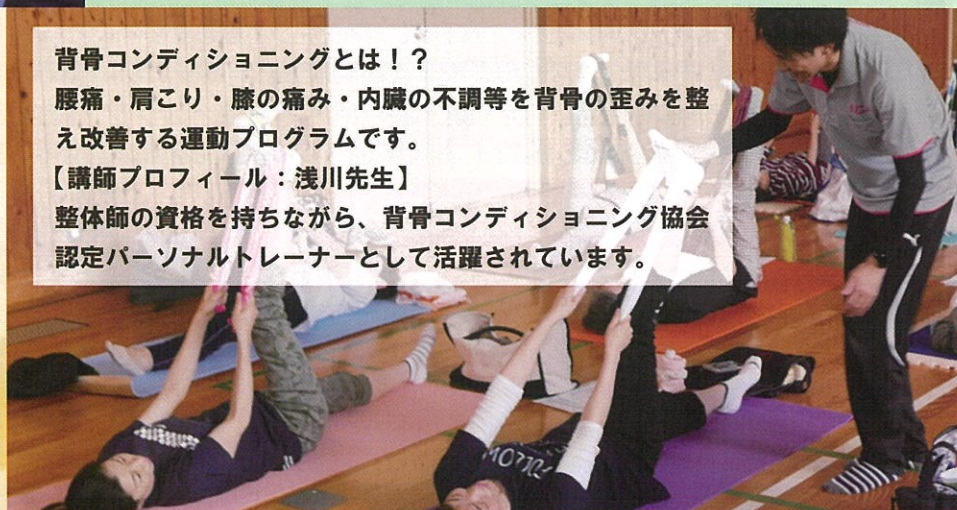 背骨コンディショニングとは！？
腰痛・肩こり・膝の痛み・内臓の不調等を背骨の歪みを整
え改善する運動プログラムです。
【講師プロフィール：浅川先生】
整体師の資格を持ちながら、背骨コンディショニング協会
認定パーソナルトレーナーとして活躍されています。
FOLLOW